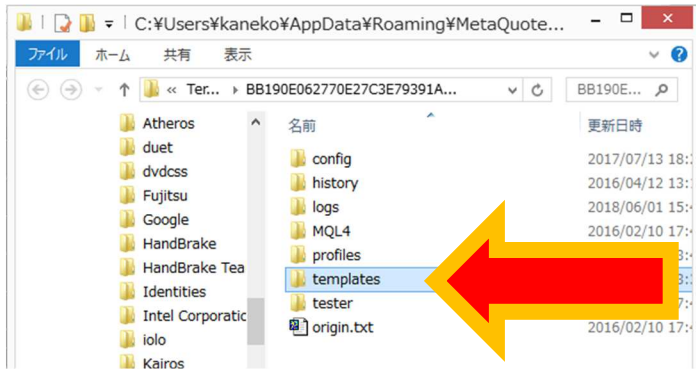 C:¥Users¥kaneko¥AppData¥Roaming¥MetaQuote...
ファイル ホーム 共有 表示
« Ter... BB190E062770E27C3E79391A... BB190E...
名前 更新日時
Atheros
duet
dvdcss
Fujitsu
Google
HandBrake
HandBrake Tea
Identities
Intel Corporatic
iolo
Kairos
config 2017/07/13 18:
history 2016/04/12 13:
logs 2018/06/01 15:
MQL4 2016/02/10 17:
profiles
templates
tester
origin.txt 2016/02/10 17: